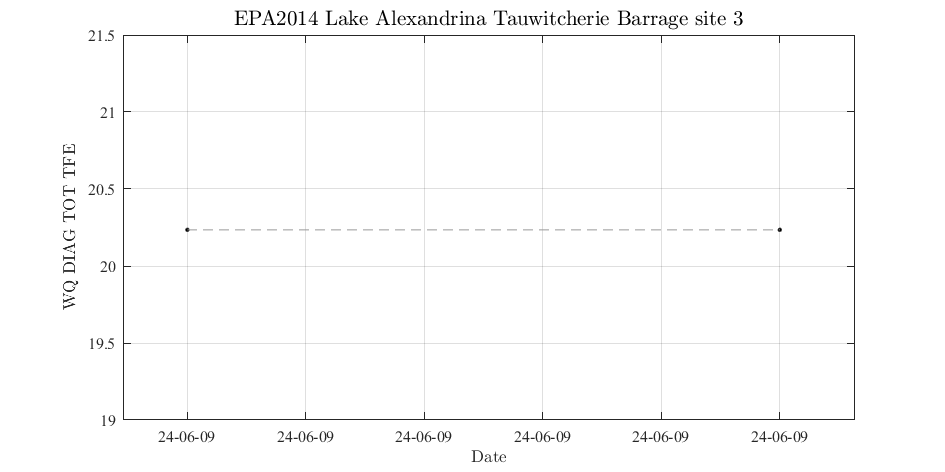 EPA2014 Lake Alexandrina Tauwitcherie Barrage site 3
21.5
21
20.5
20
19.5
19
WQ DIAG TOT TFE
24-06-09 24-06-09 24-06-09 24-06-09 24-06-09 24-06-09
Date